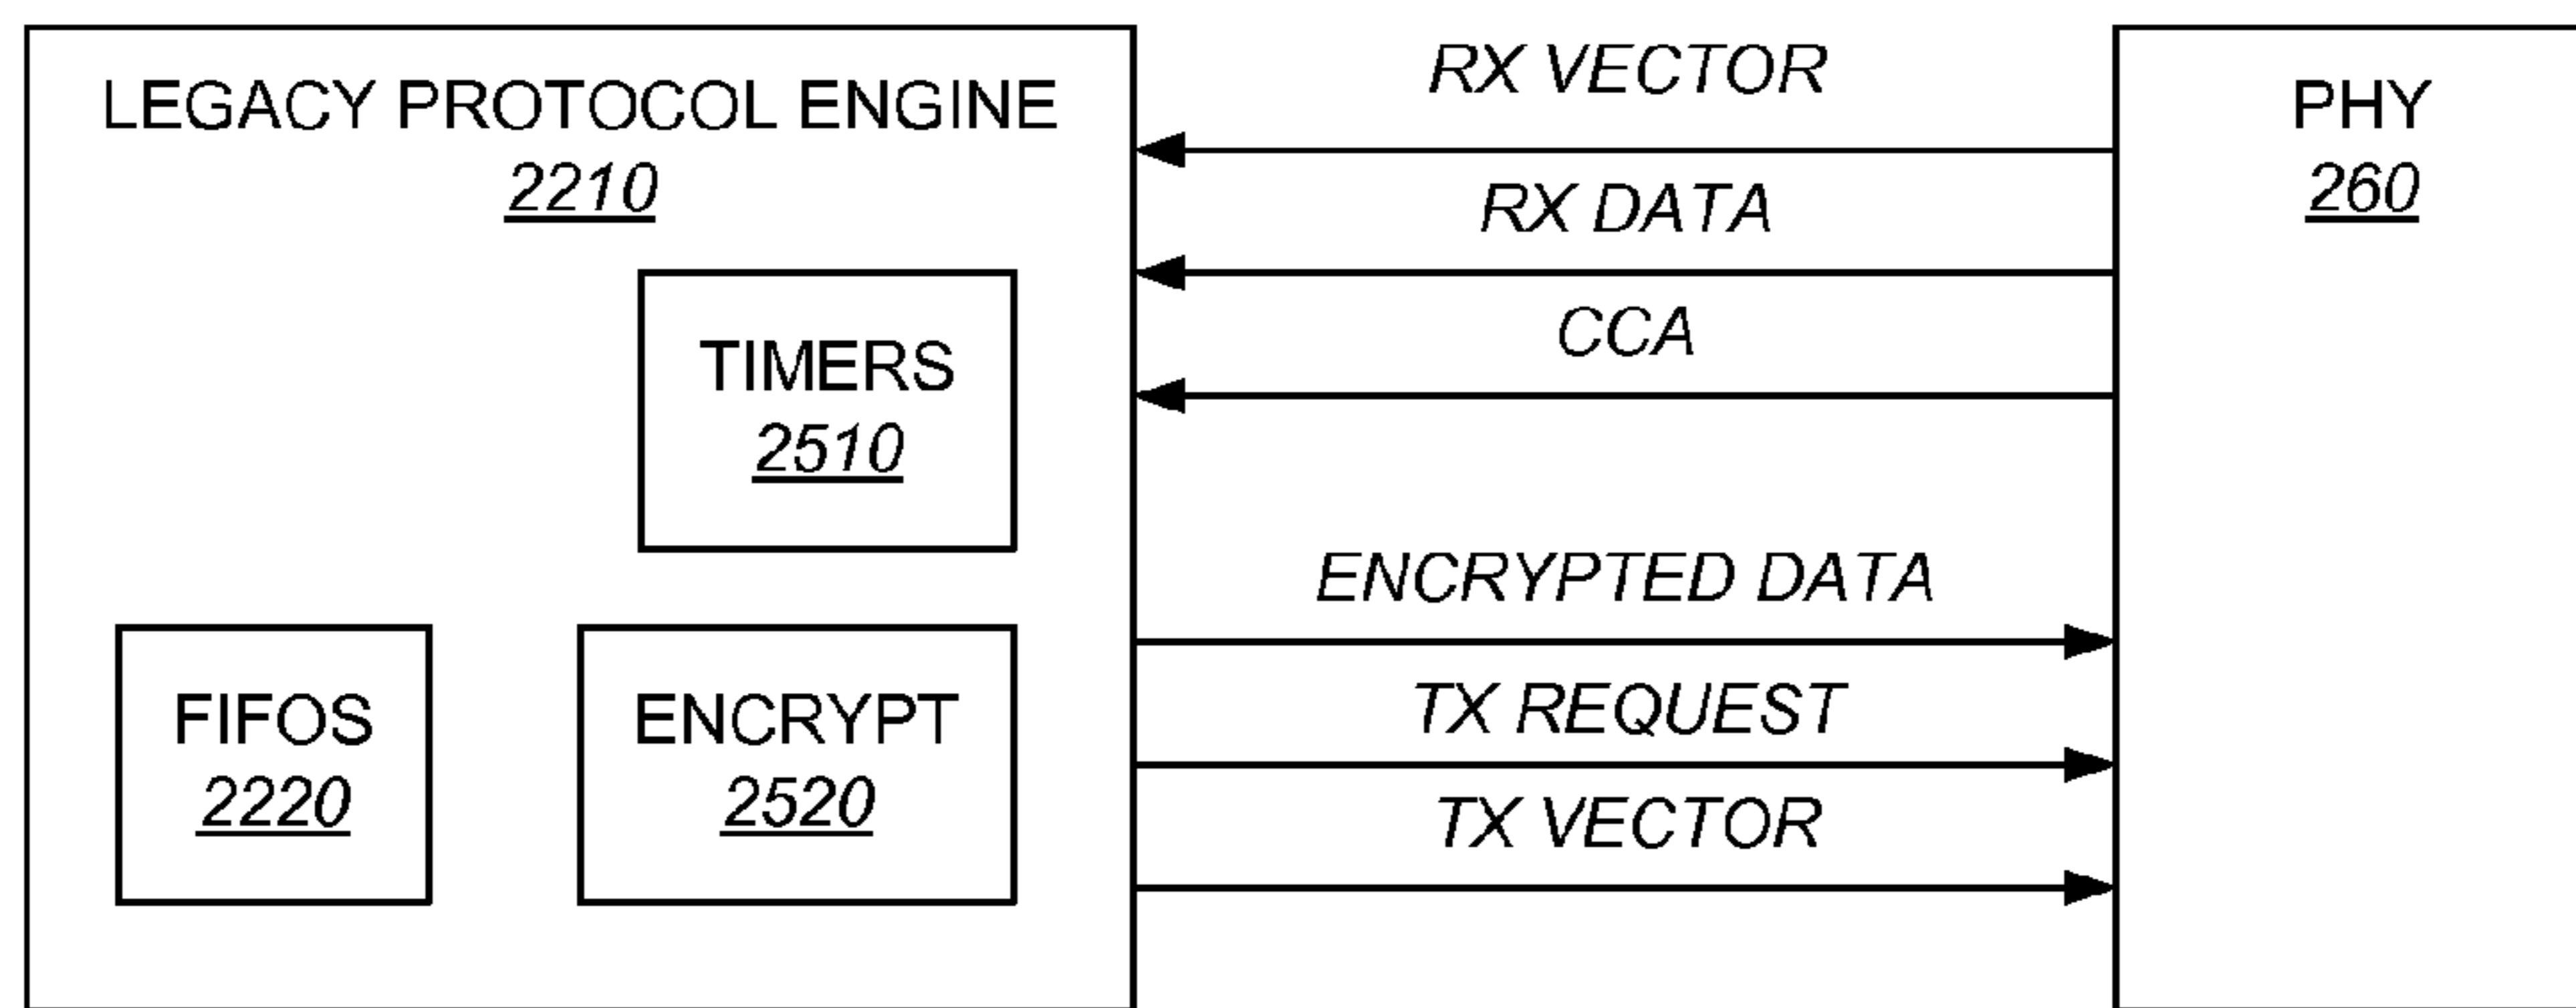 LEGACY PROTOCOL ENGINE
2210
TIMERS
2510
FIFOS
2220
ENCRYPT
2520
RX VECTOR
RX DATA
CCA
ENCRYPTED DATA
TX REQUEST
TX VECTOR
PHY
260